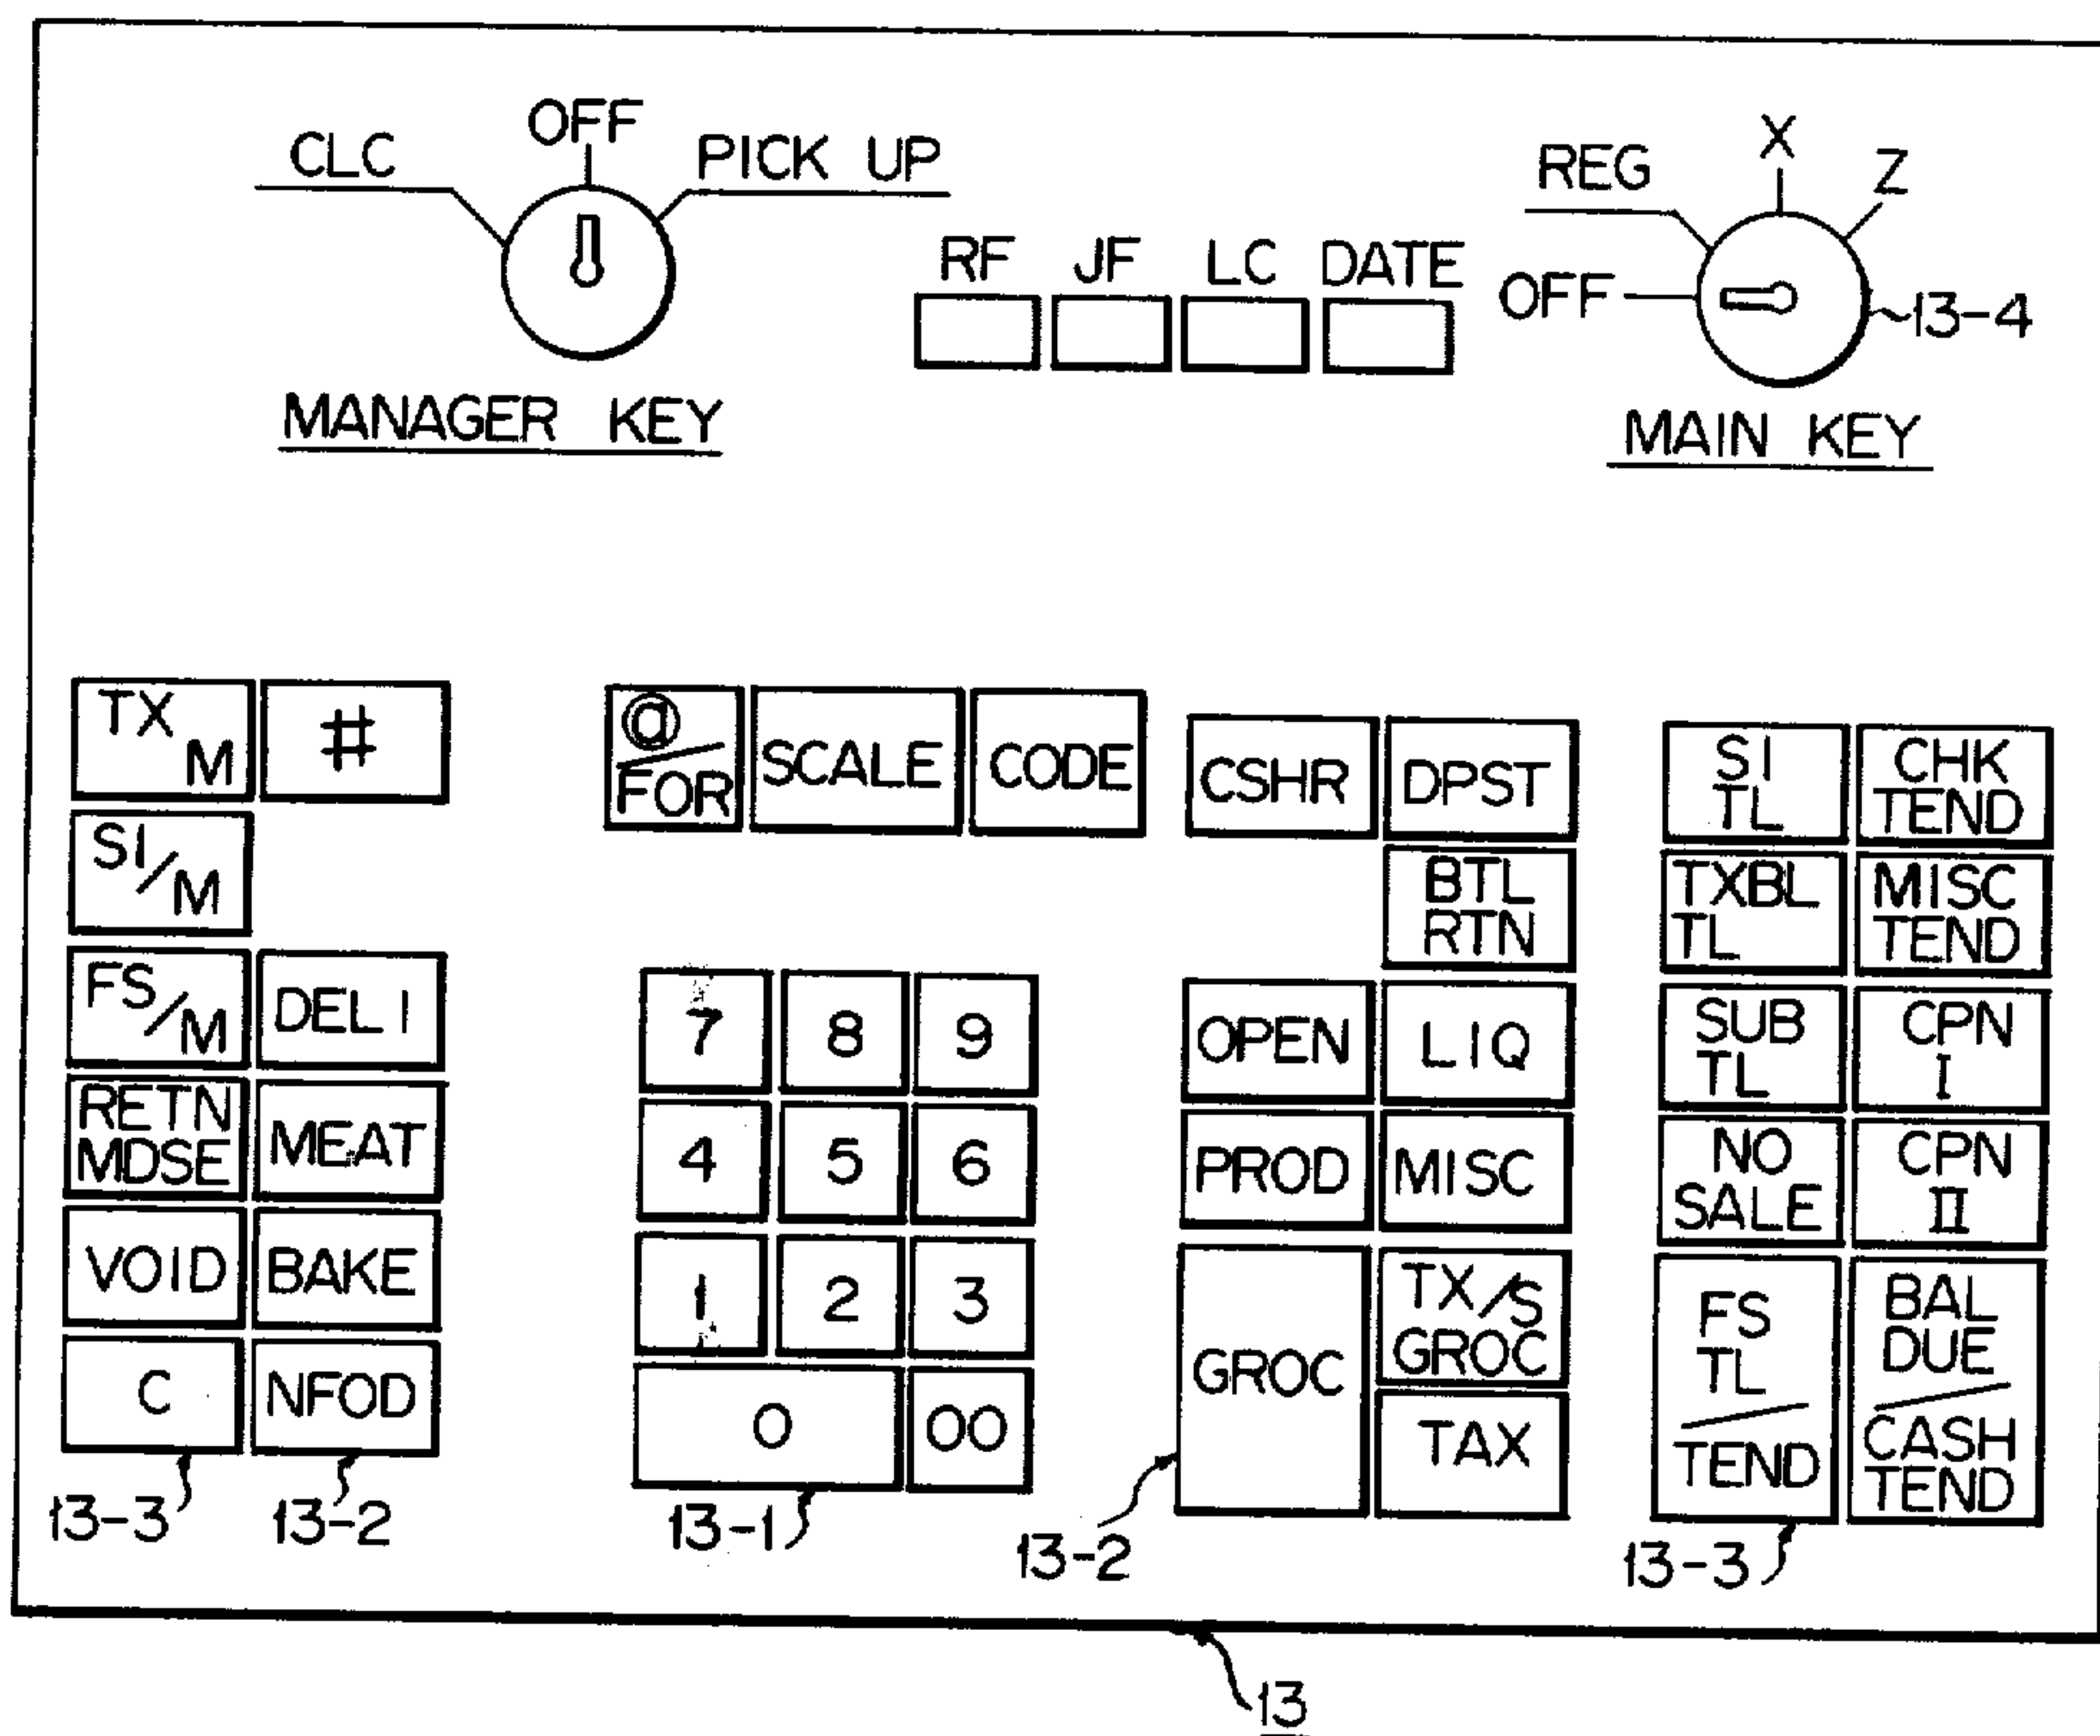 OFF
CLC
PICK UP
MANAGER KEY
RF JF LC DATE
X
REG
Z
OFF
13-4
MAIN KEY
TX M
#
SI/M
FS/M
DELI
RETN
MDSE
MEAT
VOID
BAKE
C
NFOD
13-3
13-2
@/
FOR
SCALE
CODE
7 8 9
4 5 6
1 2 3
0 00
13-1
CSHR
DPST
BTL
RTN
OPEN
LIQ
PROD
MISC
GROC
TX/S
GROC
TAX
13-2
SI
TL
CHK
TEND
TXBL
TL
MISC
TEND
SUB
TL
CPN
I
NO
SALE
CPN
II
FS
TL
/
TEND
BAL
DUE
/
CASH
TEND
13-3
13